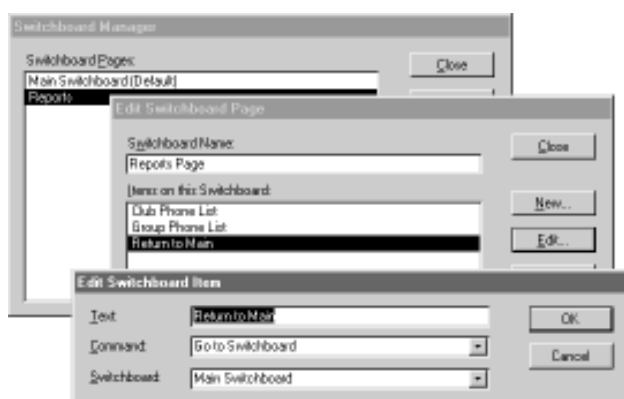 Switchboard Manager
Switchboard Pages:
Close
Main Switchboard (Default)
Reports
Edit Switchboard Page
Switchboard Name:
Close
Reports Page
Items on this Switchboard:
New...
Club Phone List
Group Phone List
Return to Main
Edit...
Edit Switchboard Item
Text:
Return to Main
OK
Command:
Go to Switchboard
Cancel
Switchboard:
Main Switchboard